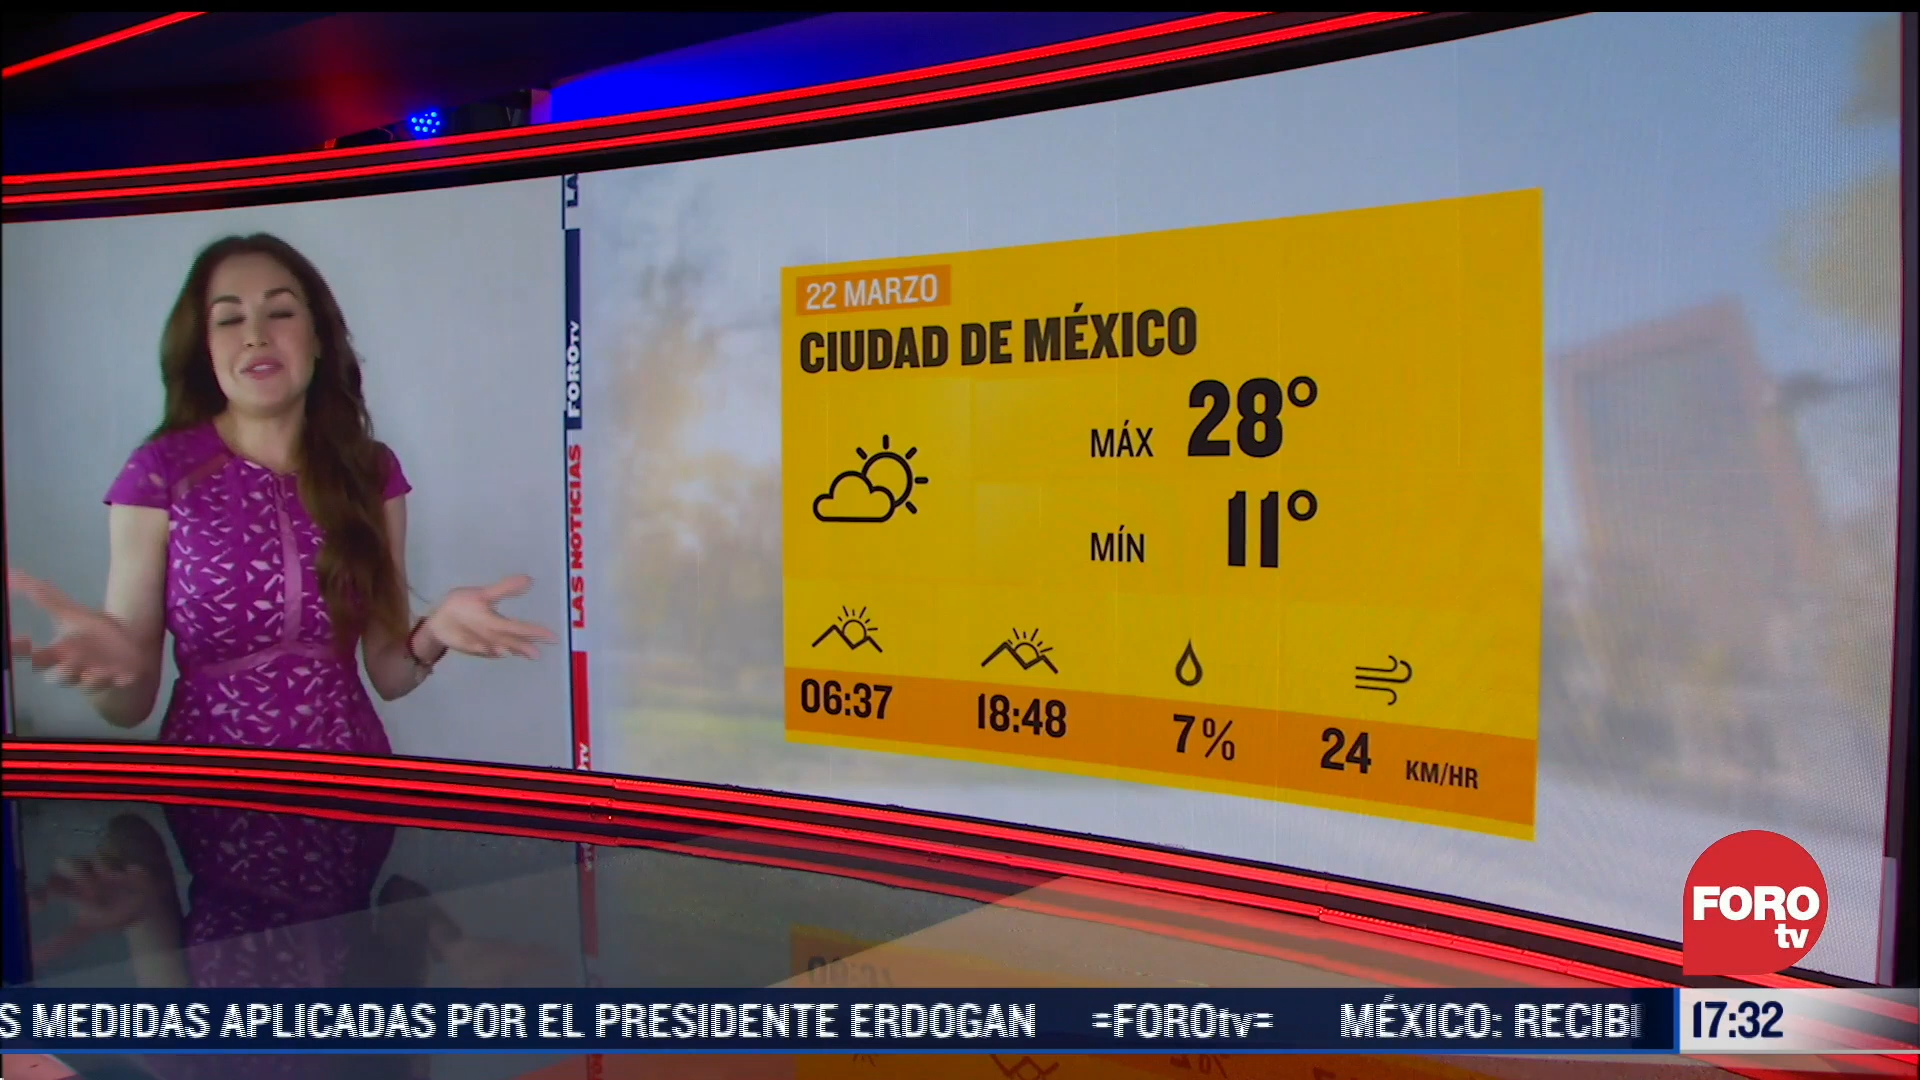 LA
FOROtv
LAS NOTICIAS
22 MARZO
CIUDAD DE MÉXICO
MÁX 28°
MÍN 11°
06:37 18:48 7% 24 KM/HR
FORO
tv
S MEDIDAS APLICADAS POR EL PRESIDENTE ERDOGAN =FOROtv= MÉXICO: RECIBI 17:32